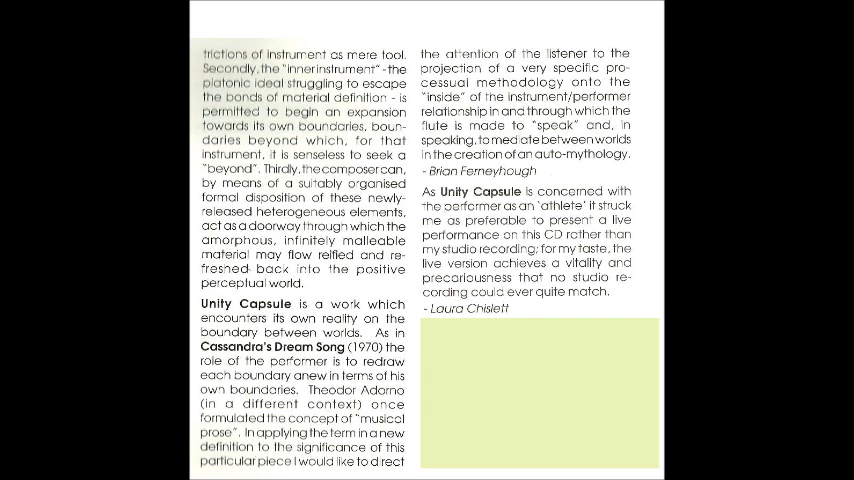 trictions of instrument as mere tool.
Secondly, the "inner instrument" - the
platonic ideal struggling to escape
the bonds of material definition - is
permitted to begin an expansion
towards its own boundaries, boun-
daries beyond which, for that
instrument, it is senseless to seek a
"beyond". Thirdly, the composer can,
by means of a suitably organised
formal disposition of these newly-
released heterogeneous elements,
act as a doorway through which the
amorphous, infinitely malleable
material may flow reified and re-
freshed back into the positive
perceptual world.
Unity Capsule is a work which
encounters its own reality on the
boundary between worlds. As in
Cassandra's Dream Song (1970) the
role of the performer is to redraw
each boundary anew in terms of his
own boundaries. Theodor Adorno
(in a different context) once
formulated the concept of "musical
prose". In applying the term in a new
definition to the significance of this
particular piece I would like to direct
the attention of the listener to the
projection of a very specific pro-
cessual methodology onto the
"inside" of the instrument/performer
relationship in and through which the
flute is made to "speak" and, in
speaking, to mediate between worlds
in the creation of an auto-mythology.
- Brian Ferneyhough
As Unity Capsule is concerned with
the performer as an 'athlete' it struck
me as preferable to present a live
performance on this CD rather than
my studio recording; for my taste, the
live version achieves a vitality and
precariousness that no studio re-
cording could ever quite match.
- Laura Chislett